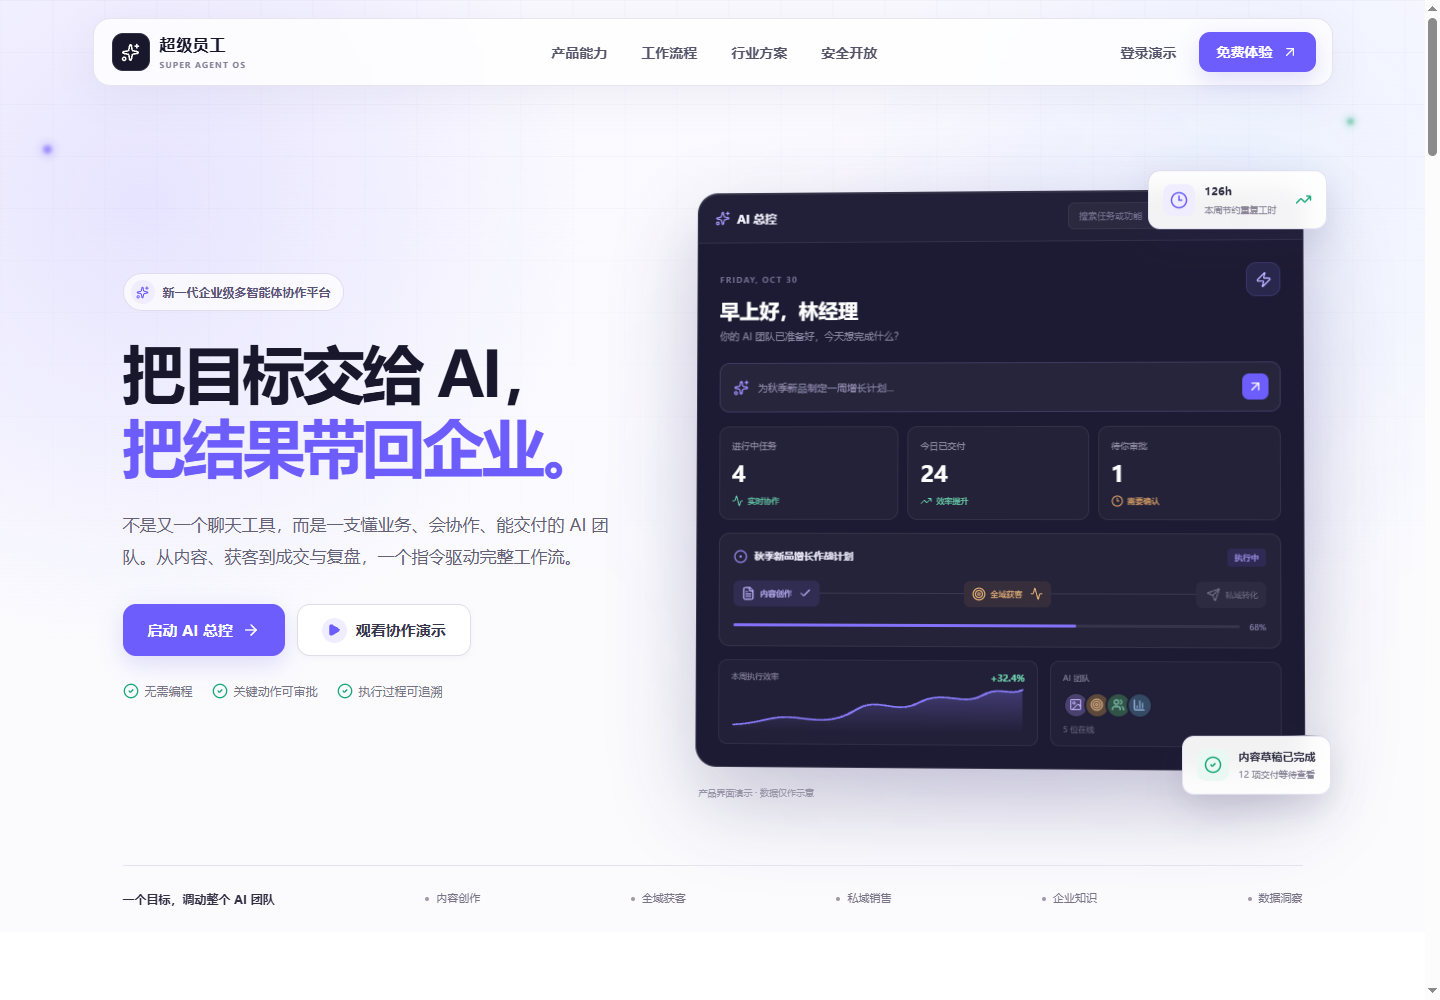 超级员工
SUPER AGENT OS
产品能力
工作流程
行业方案
安全开放
登录演示
免费体验
新一代企业级多智能体协作平台
把目标交给 AI，
把结果带回企业。
不是又一个聊天工具，而是一支懂业务、会协作、能交付的 AI 团
队。从内容、获客到成交与复盘，一个指令驱动完整工作流。
启动 AI 总控
观看协作演示
无需编程
关键动作可审批
执行过程可追溯
AI 总控
搜索任务或功能
126h
本周节约重复工时
FRIDAY, OCT 30
早上好，林经理
你的 AI 团队已准备好，今天想完成什么？
为秋季新品制定一周增长计划...
进行中任务
4
实时协作
今日已交付
24
效率提升
待你审批
1
需要确认
秋季新品增长作战计划
执行中
内容创作
全域获客
私域转化
68%
本周执行效率
+32.4%
AI 团队
5 位在线
内容草稿已完成
12 项交付等待查看
产品界面演示 · 数据仅作示意
一个目标，调动整个 AI 团队
内容创作
全域获客
私域销售
企业知识
数据洞察